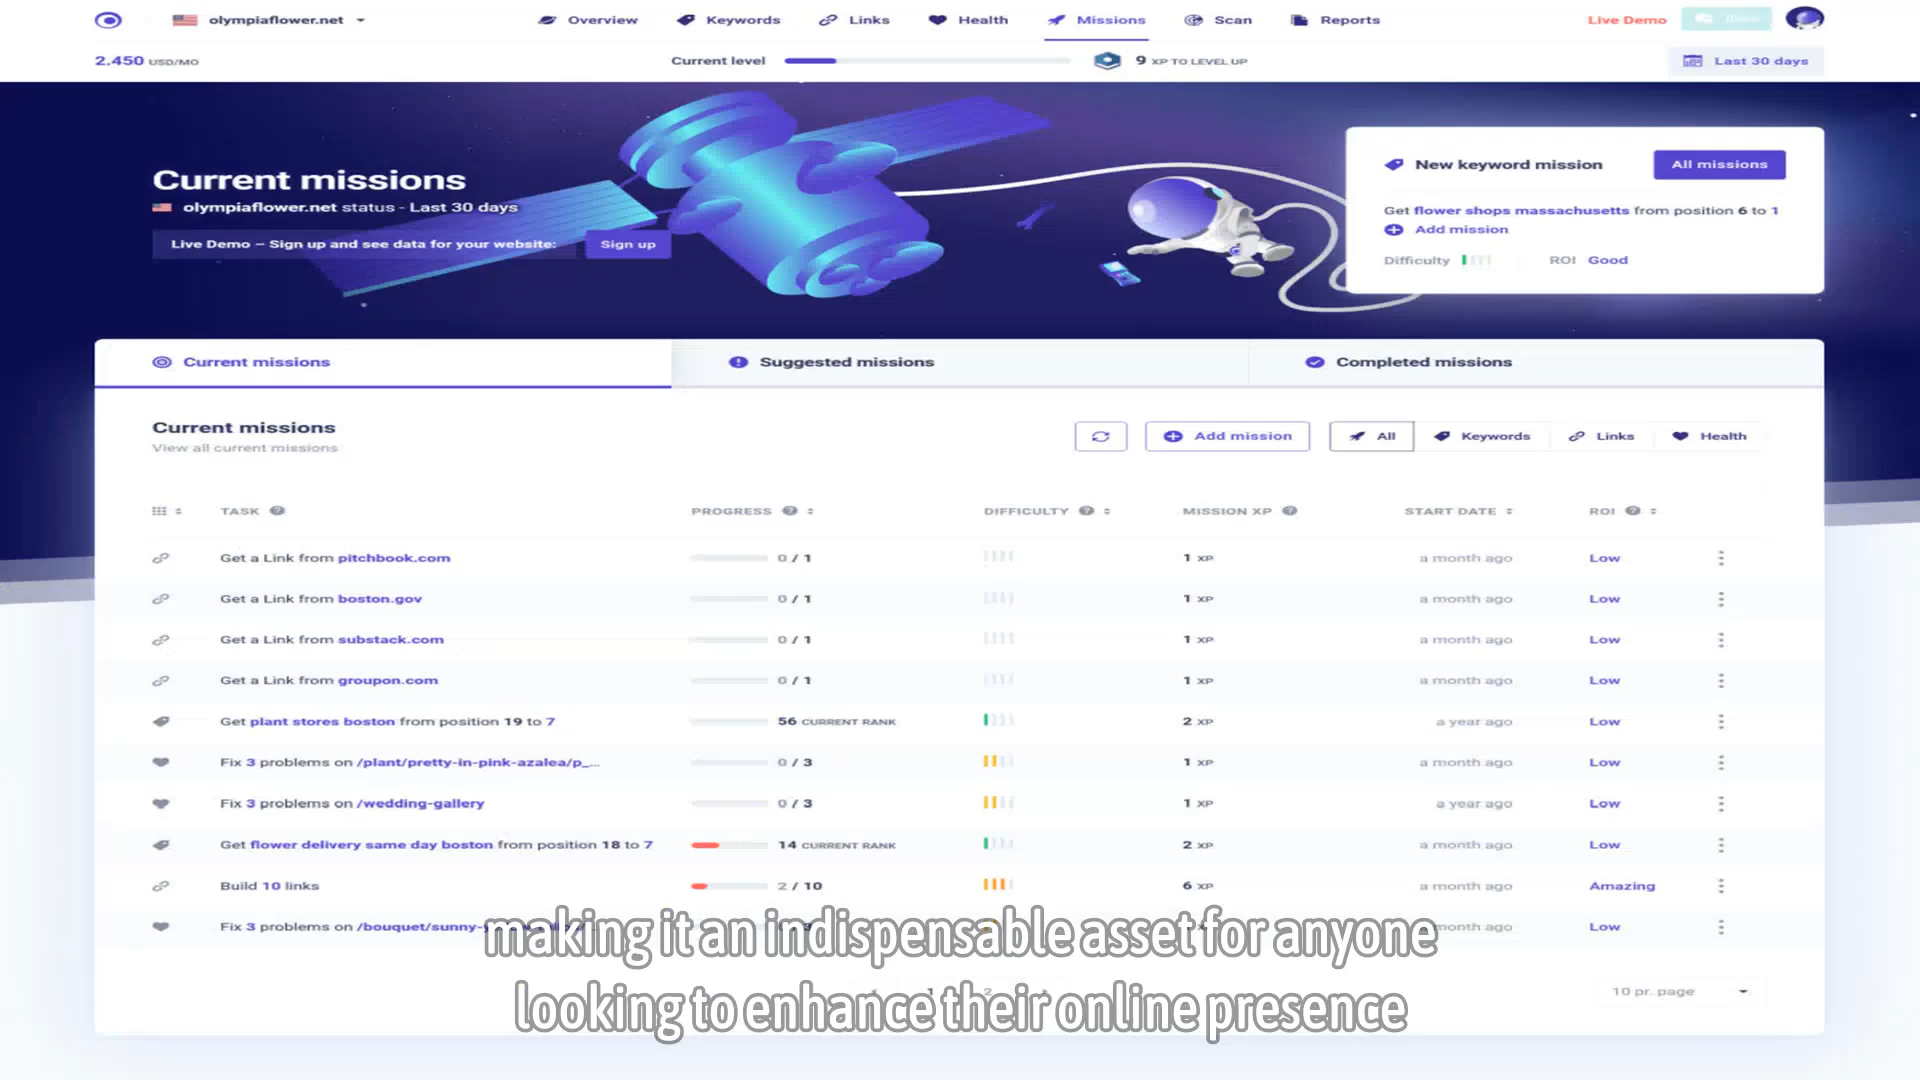 olympiaflower.net
Overview
Keywords
Links
Health
Missions
Scan
Reports
Live Demo
2.450 USD/MO
Current level
9 XP TO LEVEL UP
Last 30 days
Current missions
olympiaflower.net status - Last 30 days
Live Demo – Sign up and see data for your website:
Sign up
New keyword mission
All missions
Get flower shops massachusetts from position 6 to 1
Add mission
Difficulty
ROI Good
Current missions
Suggested missions
Completed missions
Current missions
View all current missions
Add mission
All
Keywords
Links
Health
TASK PROGRESS DIFFICULTY MISSION XP START DATE ROI
Get a Link from pitchbook.com 0 / 1 1 XP a month ago Low
Get a Link from boston.gov 0 / 1 1 XP a month ago Low
Get a Link from substack.com 0 / 1 1 XP a month ago Low
Get a Link from groupon.com 0 / 1 1 XP a month ago Low
Get plant stores boston from position 19 to 7 56 CURRENT RANK 2 XP a year ago Low
Fix 3 problems on /plant/pretty-in-pink-azalea/p_... 0 / 3 1 XP a month ago Low
Fix 3 problems on /wedding-gallery 0 / 3 1 XP a year ago Low
Get flower delivery same day boston from position 18 to 7 14 CURRENT RANK 2 XP a month ago Low
Build 10 links 2 / 10 6 XP a month ago Amazing
Fix 3 problems on month ago Low
making it an indispensable asset for anyone
looking to enhance their online presence
10 pr. page